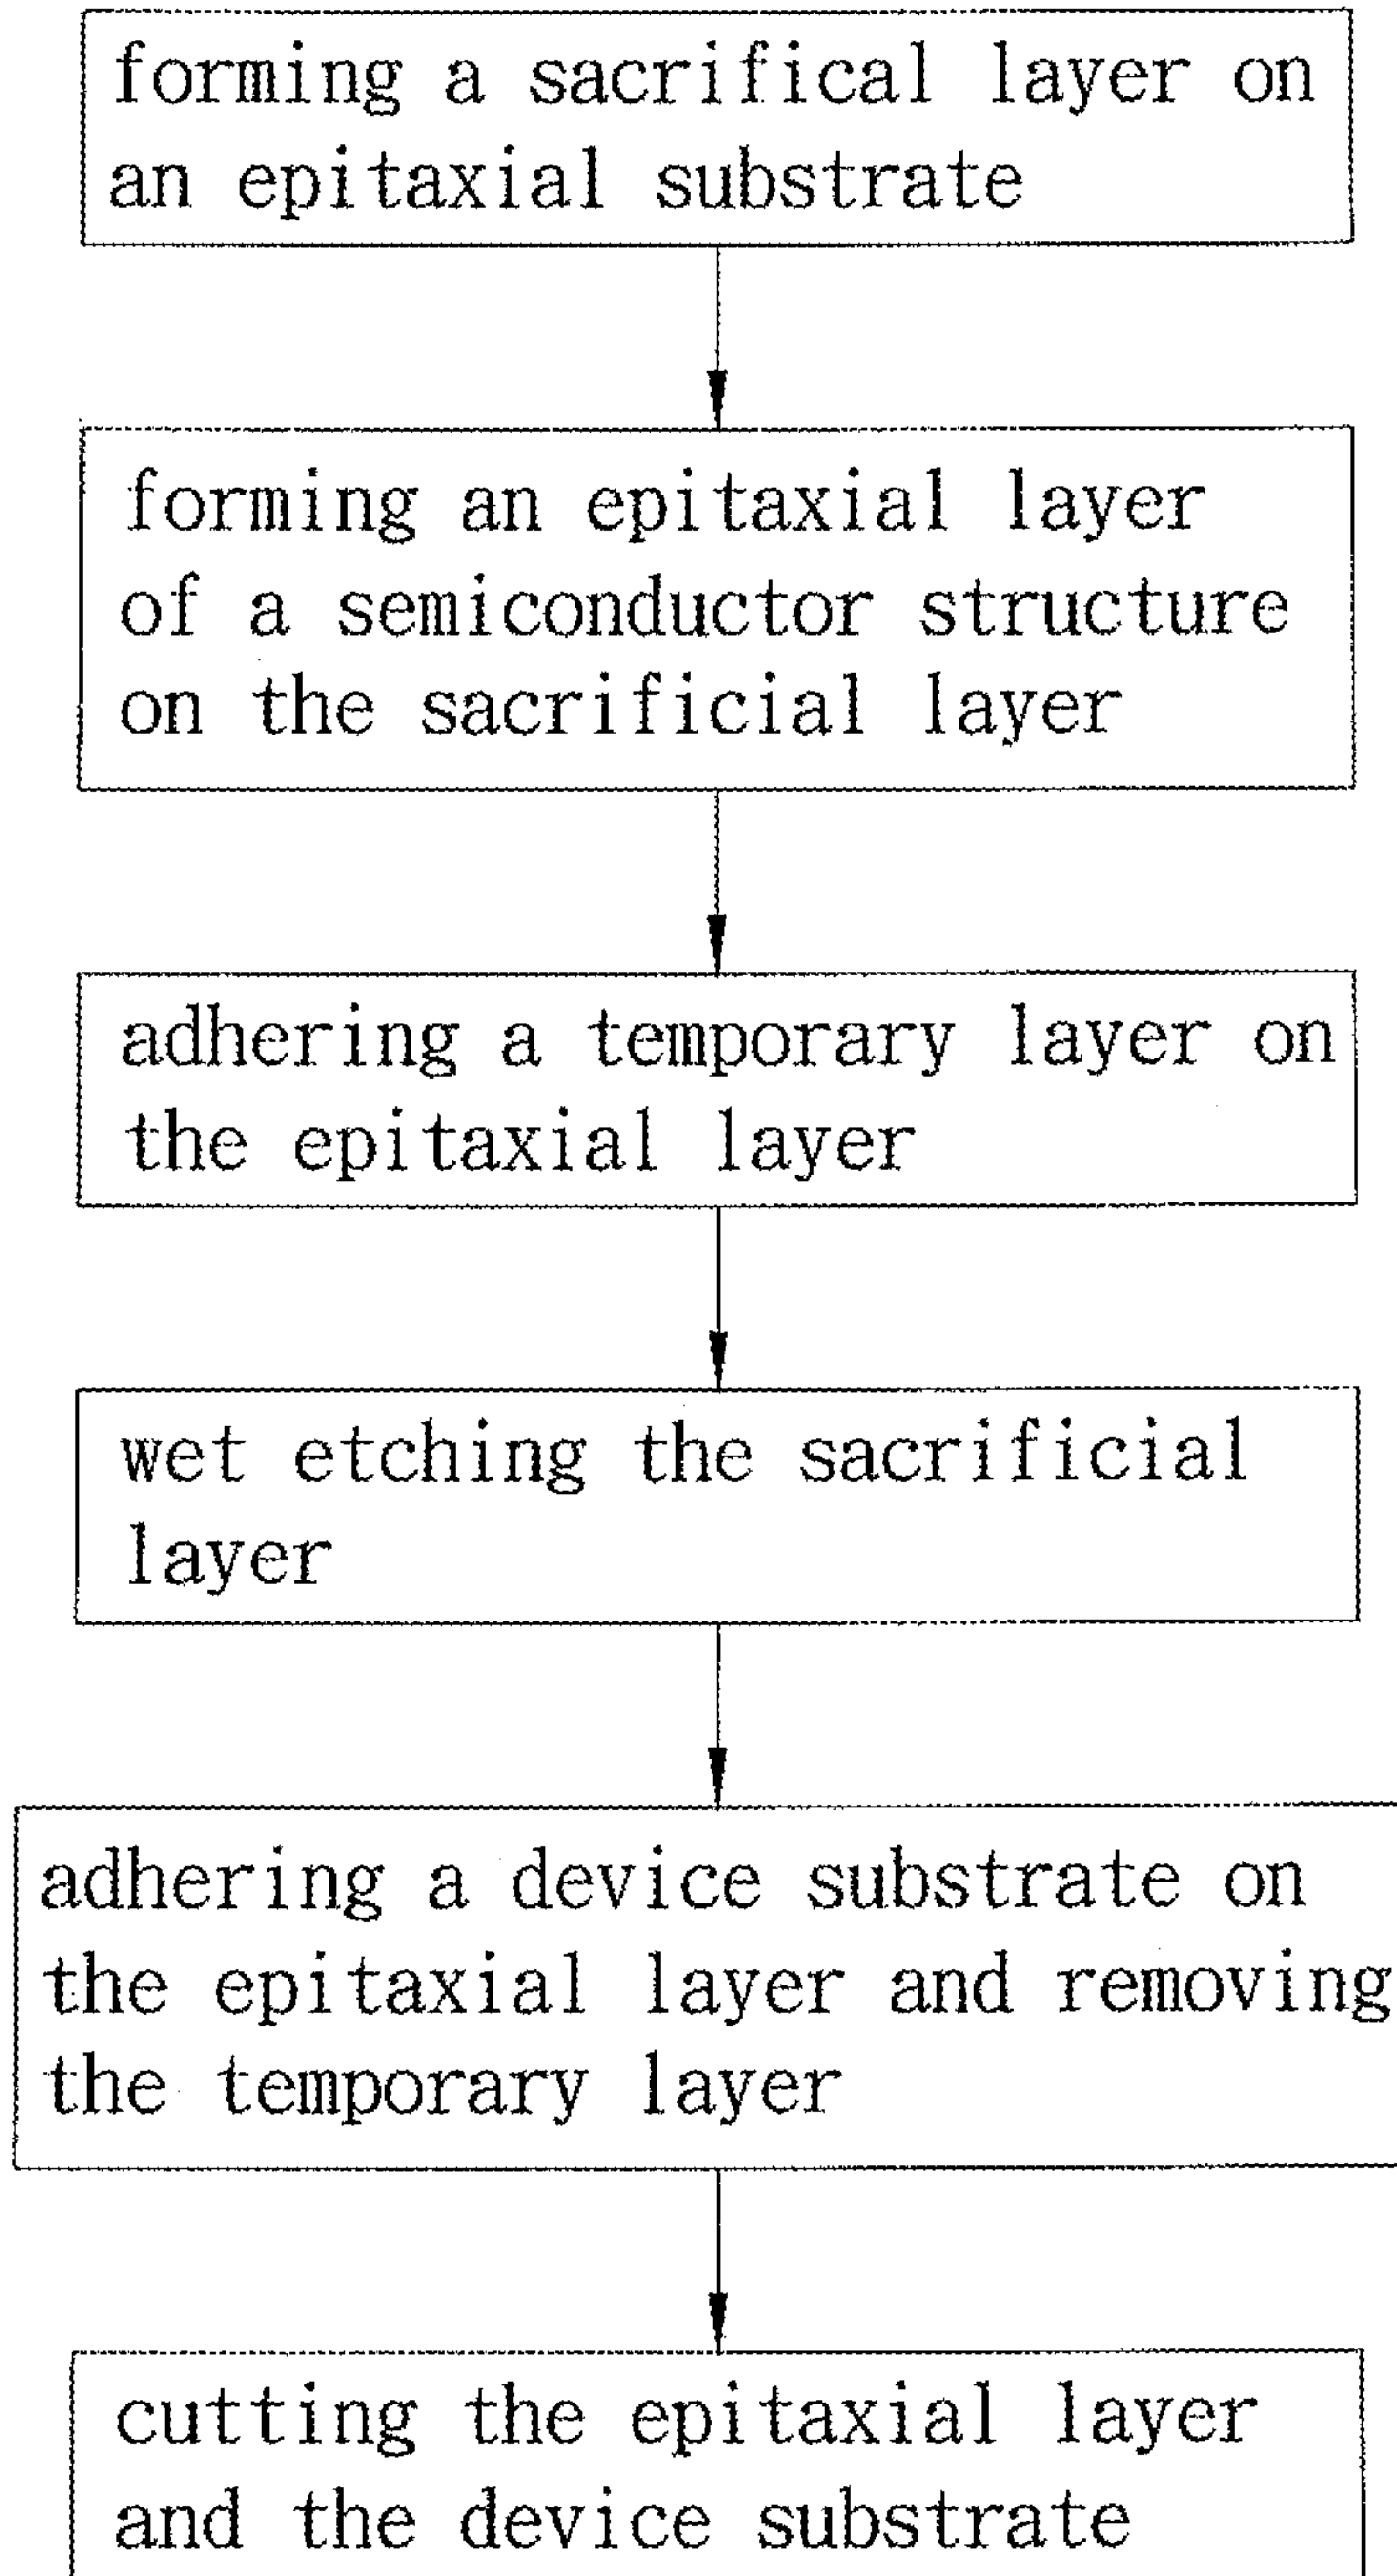 forming a sacrifical layer on
an epitaxial substrate
forming an epitaxial layer
of a semiconductor structure
on the sacrificial layer
adhering a temporary layer on
the epitaxial layer
wet etching the sacrificial
layer
adhering a device substrate on
the epitaxial layer and removing
the temporary layer
cutting the epitaxial layer
and the device substrate